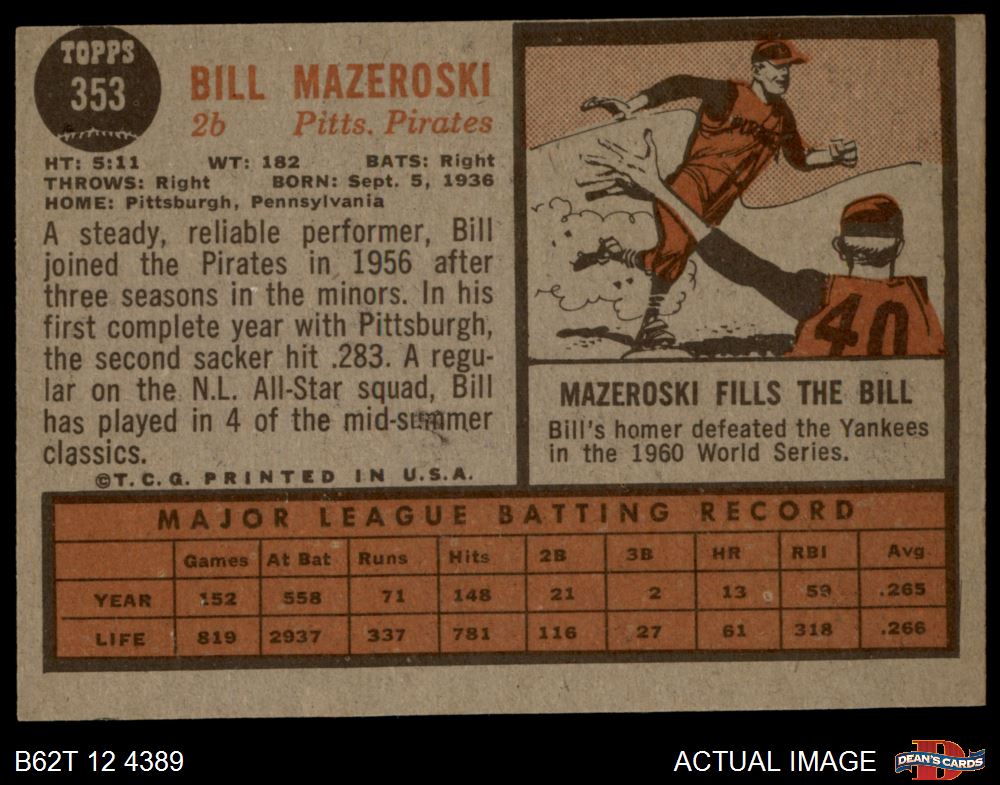 TOPPS
353
BILL MAZEROSKI
2b Pitts. Pirates
HT: 5:11 WT: 182 BATS: Right
THROWS: Right BORN: Sept. 5, 1936
HOME: Pittsburgh, Pennsylvania
A steady, reliable performer, Bill
joined the Pirates in 1956 after
three seasons in the minors. In his
first complete year with Pittsburgh,
the second sacker hit .283. A regu-
lar on the N.L. All-Star squad, Bill
has played in 4 of the mid-summer
classics.
©T.C.G. PRINTED IN U.S.A.
40
MAZEROSKI FILLS THE BILL
Bill's homer defeated the Yankees
in the 1960 World Series.
MAJOR LEAGUE BATTING RECORD
Games At Bat Runs Hits 2B 3B HR RBI Avg
YEAR 152 558 71 148 21 2 13 59 .265
LIFE 819 2937 337 781 116 27 61 318 .266
B62T 12 4389
ACTUAL IMAGE
DEAN'S CARDS